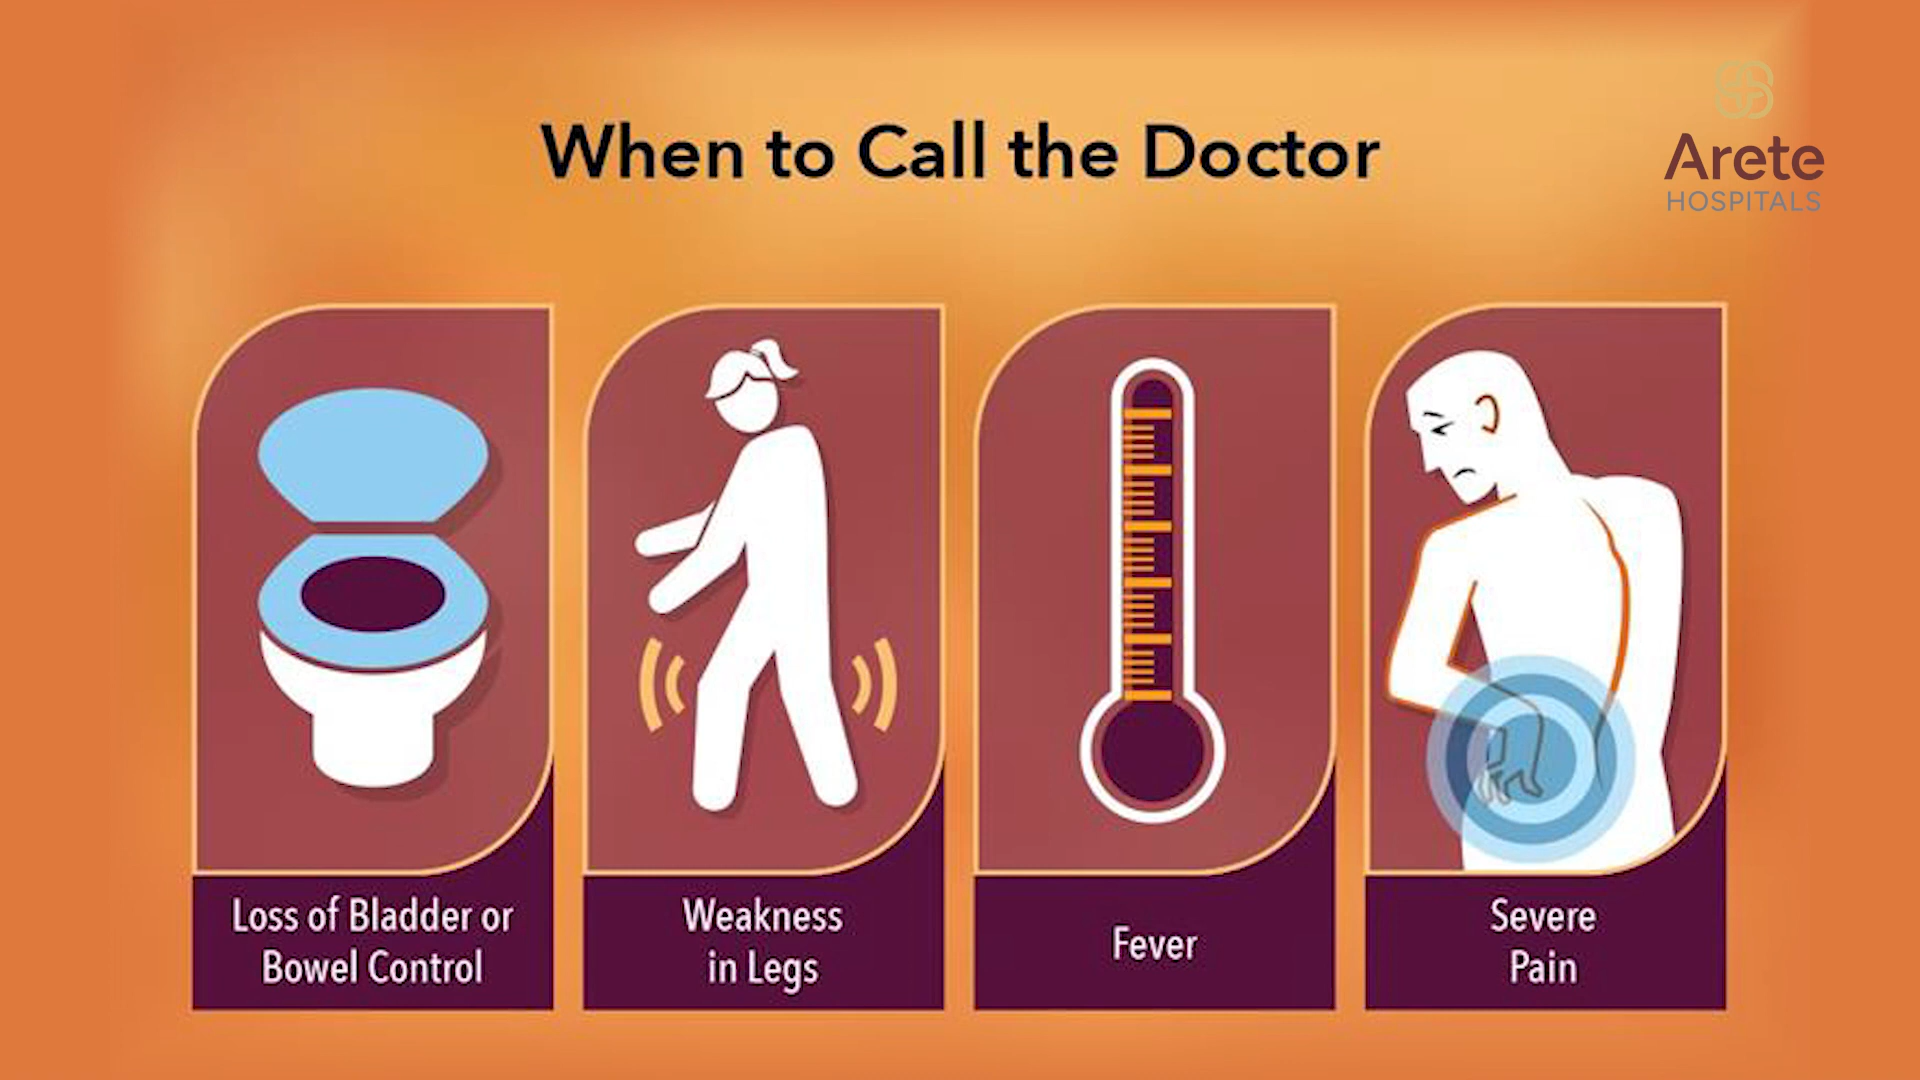 When to Call the Doctor
Arete
HOSPITALS
Loss of Bladder or
Bowel Control
Weakness
in Legs
Fever
Severe
Pain